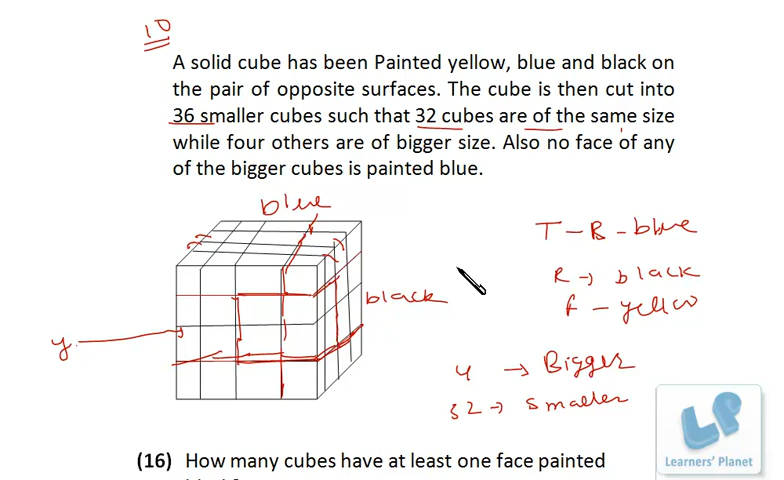 10
A solid cube has been Painted yellow, blue and black on
the pair of opposite surfaces. The cube is then cut into
36 smaller cubes such that 32 cubes are of the same size
while four others are of bigger size. Also no face of any
of the bigger cubes is painted blue.
blue
T - B - blue
R → black
black
F - yellow
y.
4 → Bigger
32 → smaller
LP
Learners' Planet
(16) How many cubes have at least one face painted